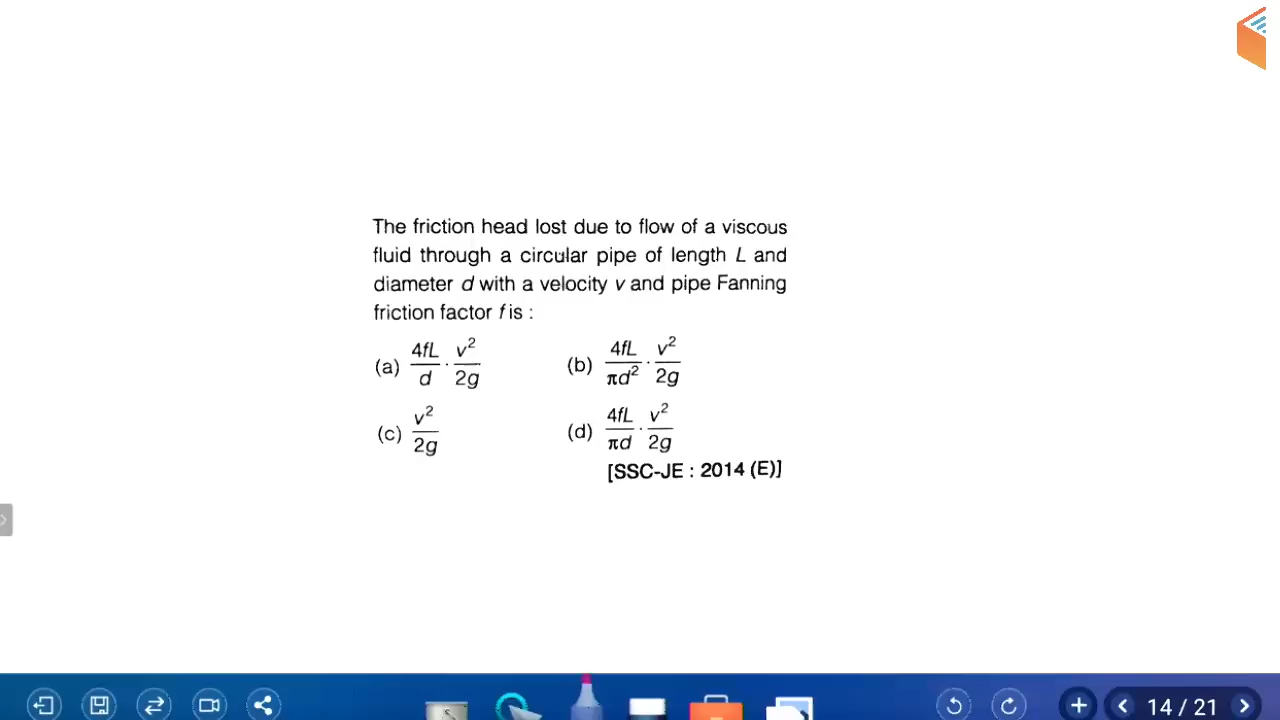 The friction head lost due to flow of a viscous
fluid through a circular pipe of length L and
diameter d with a velocity v and pipe Fanning
friction factor f is :
(a) 4fL/d · v²/2g (b) 4fL/πd² · v²/2g
(c) v²/2g (d) 4fL/πd · v²/2g
[SSC-JE : 2014 (E)]
14 / 21